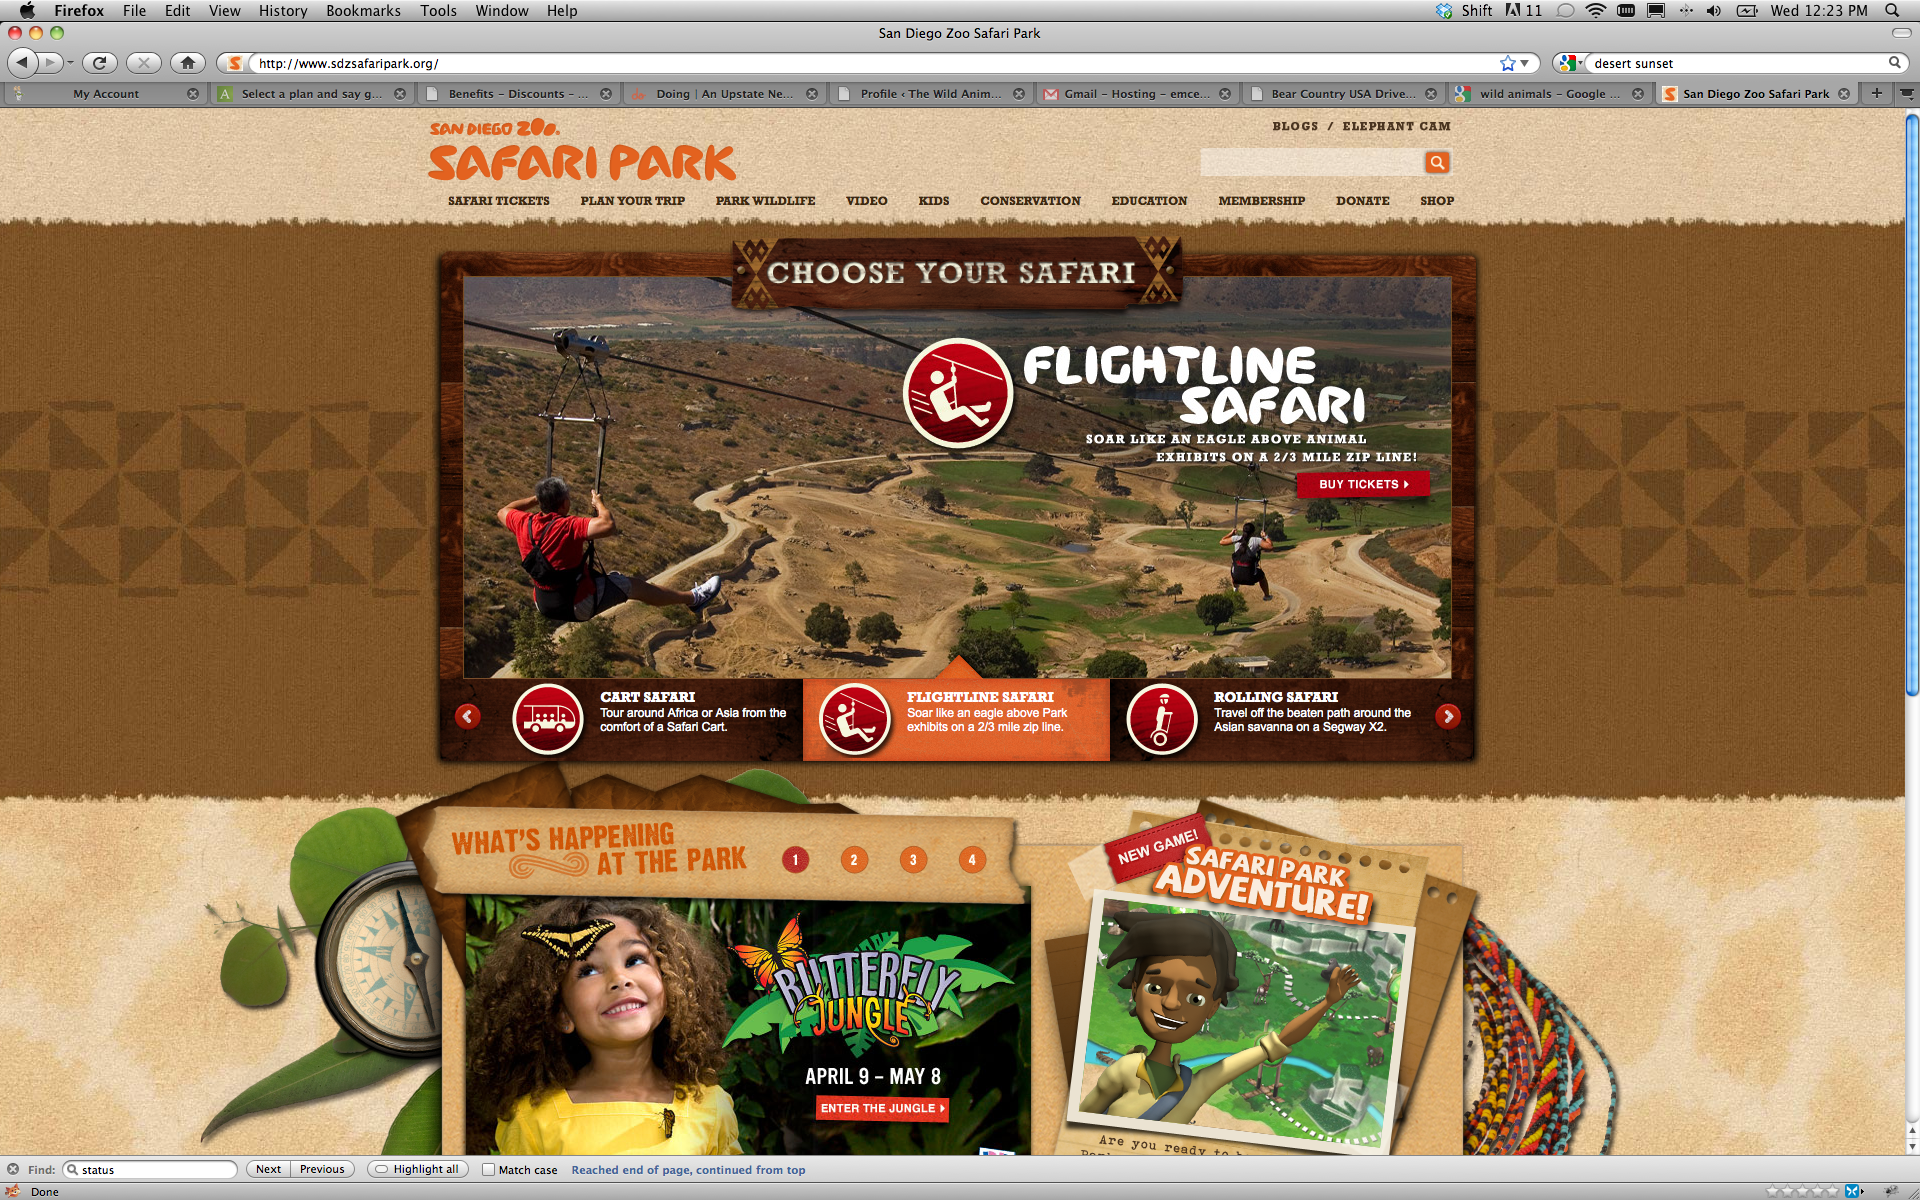 Firefox File Edit View History Bookmarks Tools Window Help
Shift 11 Wed 12:23 PM
San Diego Zoo Safari Park
http://www.sdzsafaripark.org/
desert sunset
My Account
Select a plan and say g...
Benefits – Discounts – ...
Doing | An Upstate Ne...
Profile ‹ The Wild Anim...
Gmail – Hosting – emce...
Bear Country USA Drive...
wild animals – Google ...
San Diego Zoo Safari Park
SAN DIEGO ZOO.
SAFARI PARK
BLOGS / ELEPHANT CAM
SAFARI TICKETS PLAN YOUR TRIP PARK WILDLIFE VIDEO KIDS CONSERVATION EDUCATION MEMBERSHIP DONATE SHOP
CHOOSE YOUR SAFARI
FLIGHTLINE
SAFARI
SOAR LIKE AN EAGLE ABOVE ANIMAL
EXHIBITS ON A 2/3 MILE ZIP LINE!
BUY TICKETS
CART SAFARI
Tour around Africa or Asia from the
comfort of a Safari Cart.
FLIGHTLINE SAFARI
Soar like an eagle above Park
exhibits on a 2/3 mile zip line.
ROLLING SAFARI
Travel off the beaten path around the
Asian savanna on a Segway X2.
WHAT'S HAPPENING
AT THE PARK
1 2 3 4
BUTTERFLY
JUNGLE
APRIL 9 – MAY 8
ENTER THE JUNGLE
NEW GAME!
SAFARI PARK
ADVENTURE!
Are you ready to
Find: status Next Previous Highlight all Match case Reached end of page, continued from top
Done